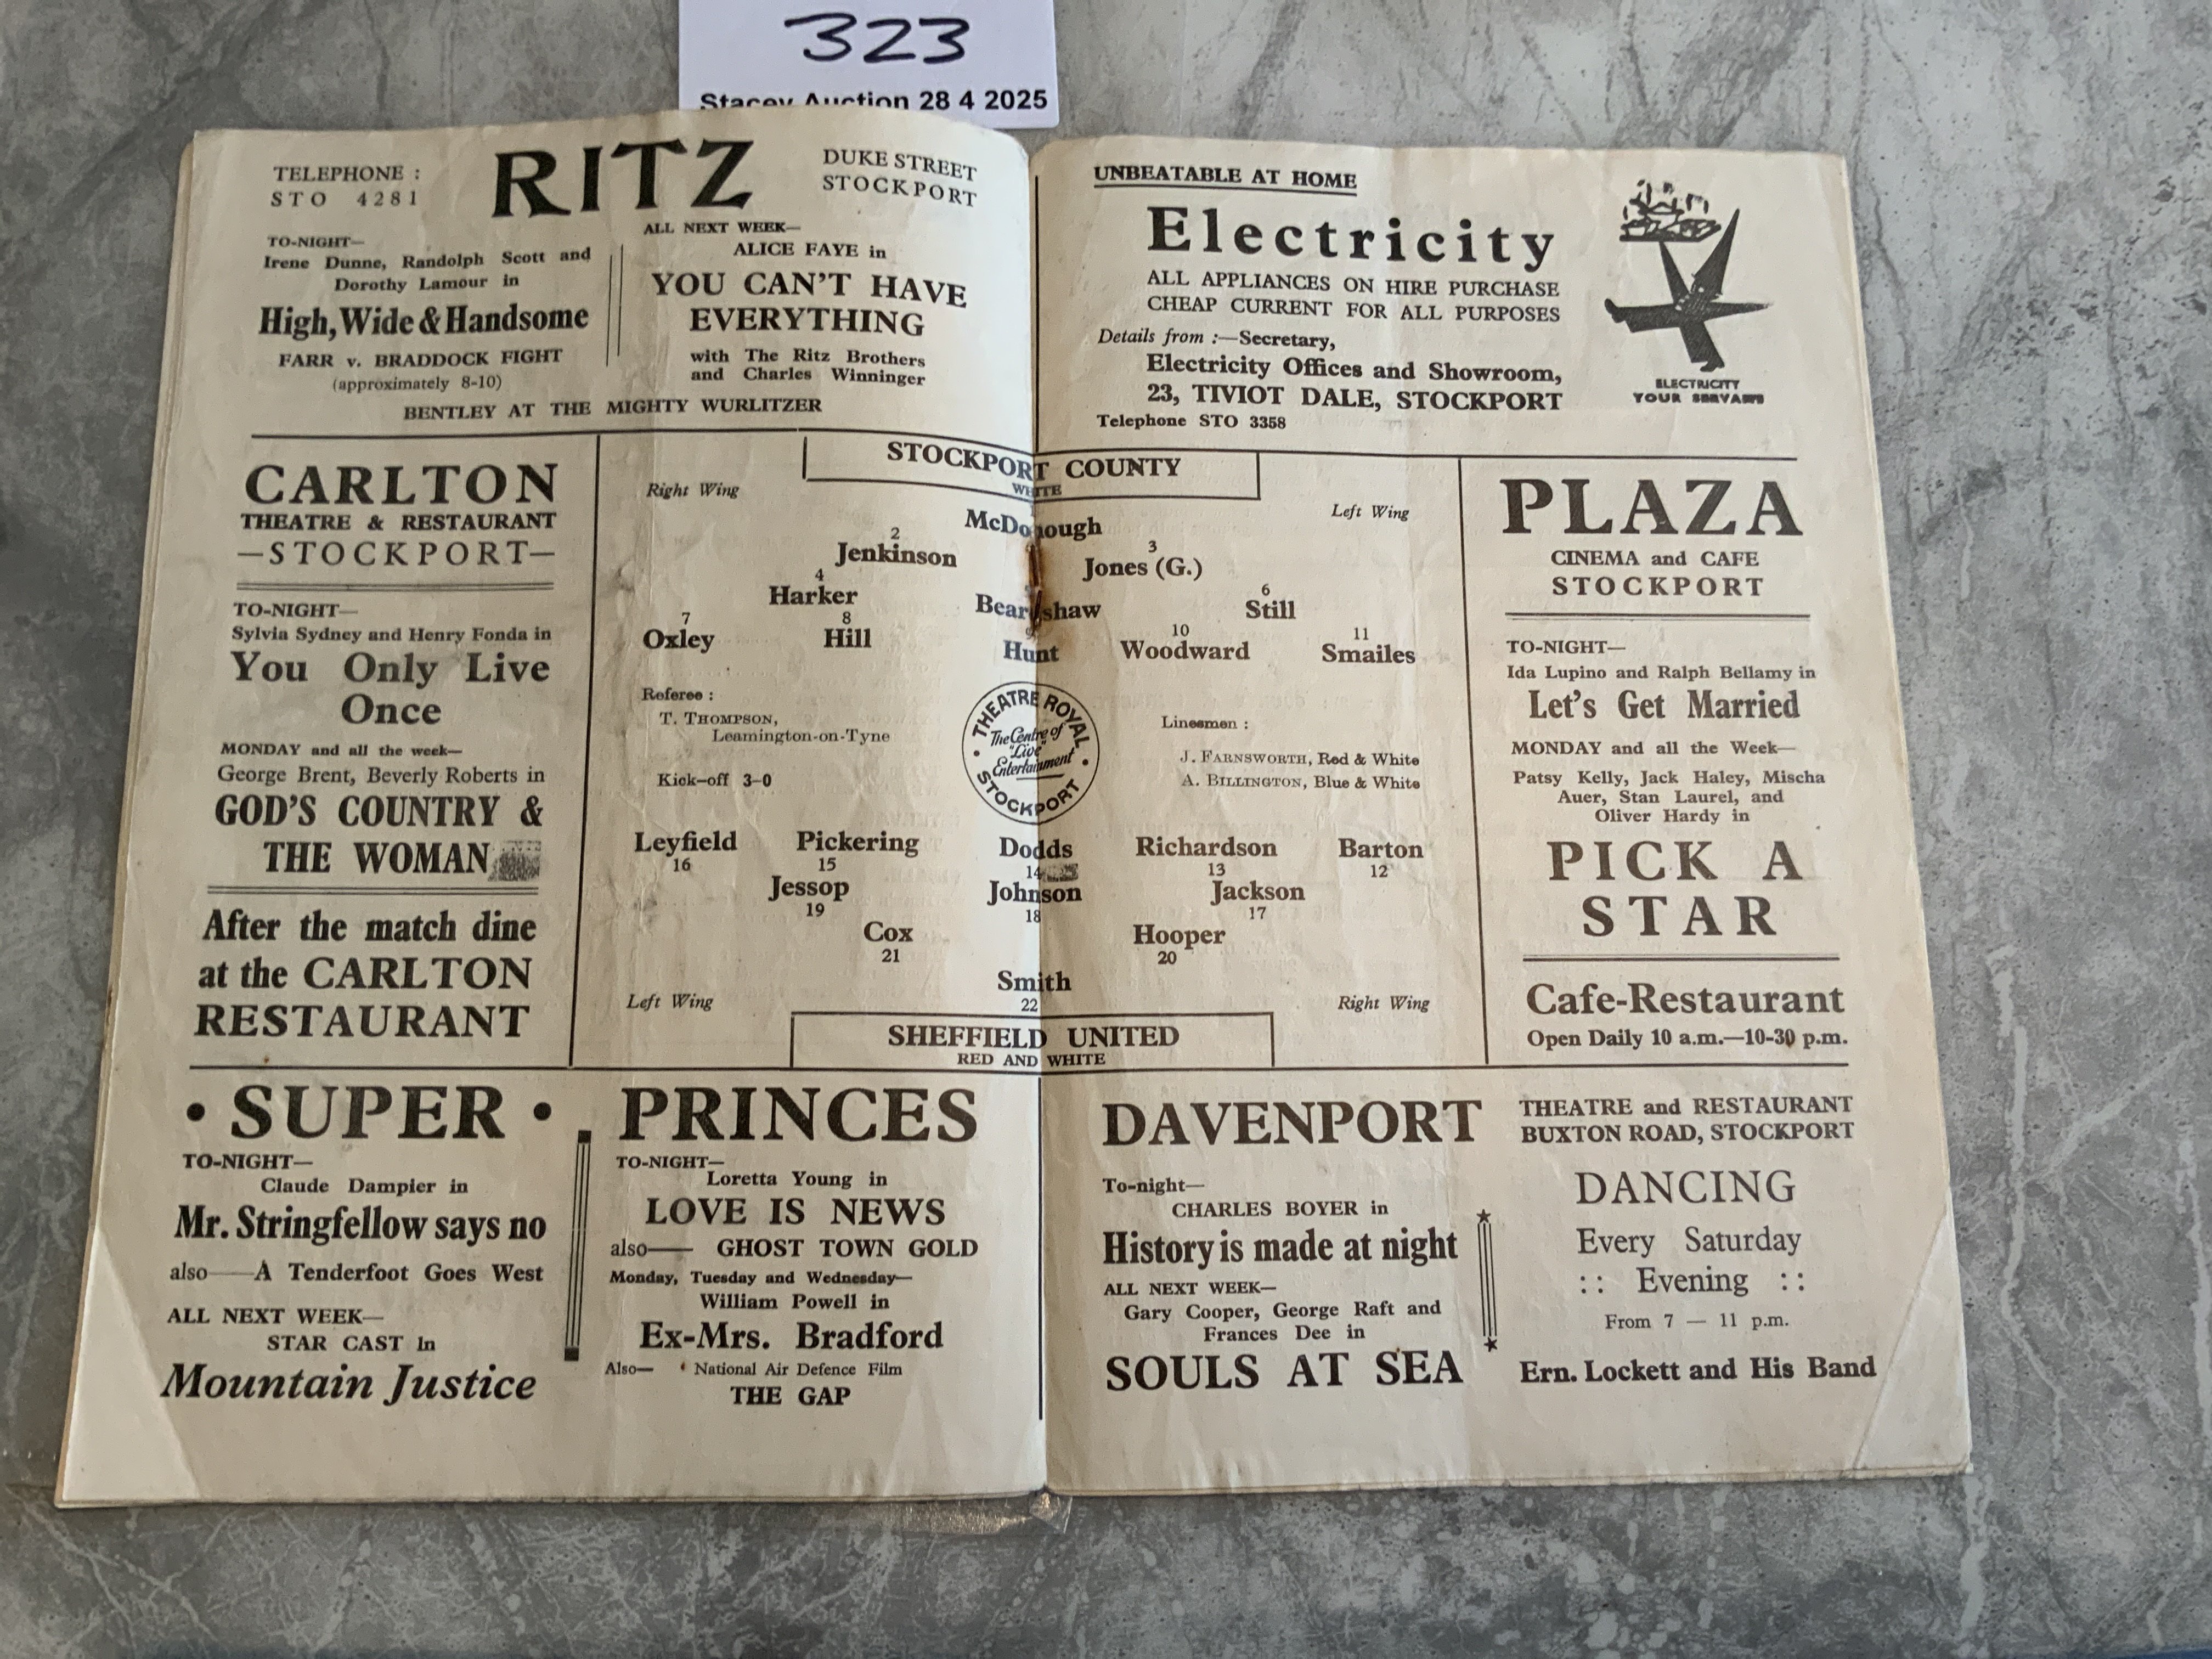 323
Stacey Auction 28 4 2025
TELEPHONE :
STO 4281
RITZ
DUKE STREET
STOCKPORT
TO-NIGHT—
Irene Dunne, Randolph Scott and
Dorothy Lamour in
High, Wide & Handsome
FARR v. BRADDOCK FIGHT
(approximately 8-10)
ALL NEXT WEEK—
ALICE FAYE in
YOU CAN'T HAVE
EVERYTHING
with The Ritz Brothers
and Charles Winninger
BENTLEY AT THE MIGHTY WURLITZER
UNBEATABLE AT HOME
Electricity
ALL APPLIANCES ON HIRE PURCHASE
CHEAP CURRENT FOR ALL PURPOSES
Details from :—Secretary,
Electricity Offices and Showroom,
23, TIVIOT DALE, STOCKPORT
Telephone STO 3358
ELECTRICITY
YOUR SERVANT
CARLTON
THEATRE & RESTAURANT
—STOCKPORT—
TO-NIGHT—
Sylvia Sydney and Henry Fonda in
You Only Live
Once
MONDAY and all the week—
George Brent, Beverly Roberts in
GOD'S COUNTRY &
THE WOMAN
After the match dine
at the CARLTON
RESTAURANT
STOCKPORT COUNTY
WHITE
Right Wing
Left Wing
McDonough
2
Jenkinson
3
Jones (G.)
4
Harker
Bearshaw
6
Still
7
Oxley
8
Hill
9
Hunt
10
Woodward
11
Smailes
Referee :
T. THOMPSON,
Leamington-on-Tyne
Kick-off 3-0
THEATRE ROYAL
The Centre of
"Live"
Entertainment
STOCKPORT
Linesmen :
J. FARNSWORTH, Red & White
A. BILLINGTON, Blue & White
Leyfield
16
Pickering
15
Dodds
14
Richardson
13
Barton
12
Jessop
19
Johnson
18
Jackson
17
Cox
21
Hooper
20
Smith
22
Left Wing
Right Wing
SHEFFIELD UNITED
RED AND WHITE
PLAZA
CINEMA and CAFE
STOCKPORT
TO-NIGHT—
Ida Lupino and Ralph Bellamy in
Let's Get Married
MONDAY and all the Week—
Patsy Kelly, Jack Haley, Mischa
Auer, Stan Laurel, and
Oliver Hardy in
PICK A
STAR
Cafe-Restaurant
Open Daily 10 a.m.—10-30 p.m.
• SUPER •
TO-NIGHT—
Claude Dampier in
Mr. Stringfellow says no
also—A Tenderfoot Goes West
ALL NEXT WEEK—
STAR CAST In
Mountain Justice
PRINCES
TO-NIGHT—
Loretta Young in
LOVE IS NEWS
also— GHOST TOWN GOLD
Monday, Tuesday and Wednesday—
William Powell in
Ex-Mrs. Bradford
Also— National Air Defence Film
THE GAP
DAVENPORT
THEATRE and RESTAURANT
BUXTON ROAD, STOCKPORT
To-night—
CHARLES BOYER in
History is made at night
ALL NEXT WEEK—
Gary Cooper, George Raft and
Frances Dee in
SOULS AT SEA
DANCING
Every Saturday
:: Evening ::
From 7 — 11 p.m.
Ern. Lockett and His Band